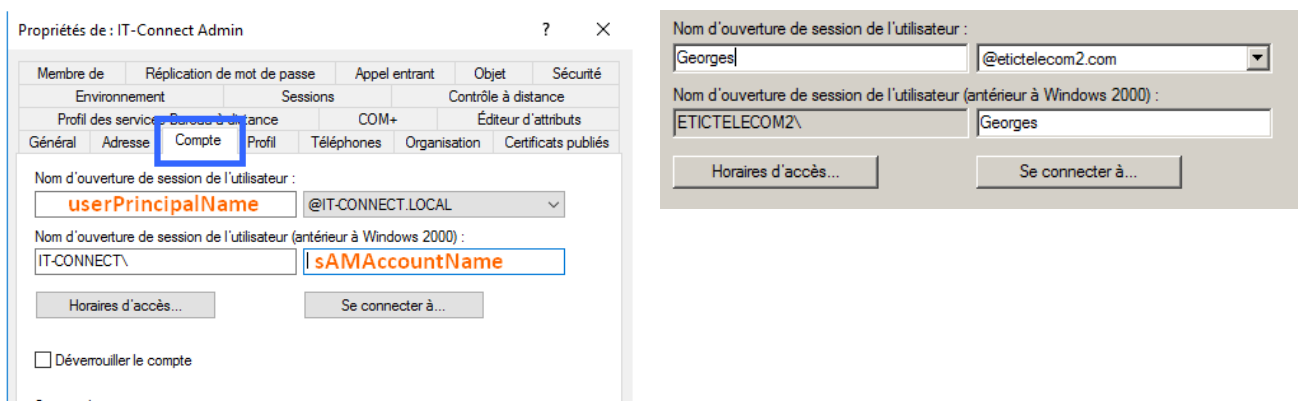 Propriétés de : IT-Connect Admin ? ×
Membre de Réplication de mot de passe Appel entrant Objet Sécurité
Environnement Sessions Contrôle à distance
Profil des services Bureau à distance COM+ Éditeur d'attributs
Général Adresse Compte Profil Téléphones Organisation Certificats publiés
Nom d'ouverture de session de l'utilisateur :
userPrincipalName @IT-CONNECT.LOCAL
Nom d'ouverture de session de l'utilisateur (antérieur à Windows 2000) :
IT-CONNECT\ sAMAccountName
Horaires d'accès... Se connecter à...
Déverrouiller le compte
Nom d'ouverture de session de l'utilisateur :
Georges @etictelecom2.com
Nom d'ouverture de session de l'utilisateur (antérieur à Windows 2000) :
ETICTELECOM2\ Georges
Horaires d'accès... Se connecter à...